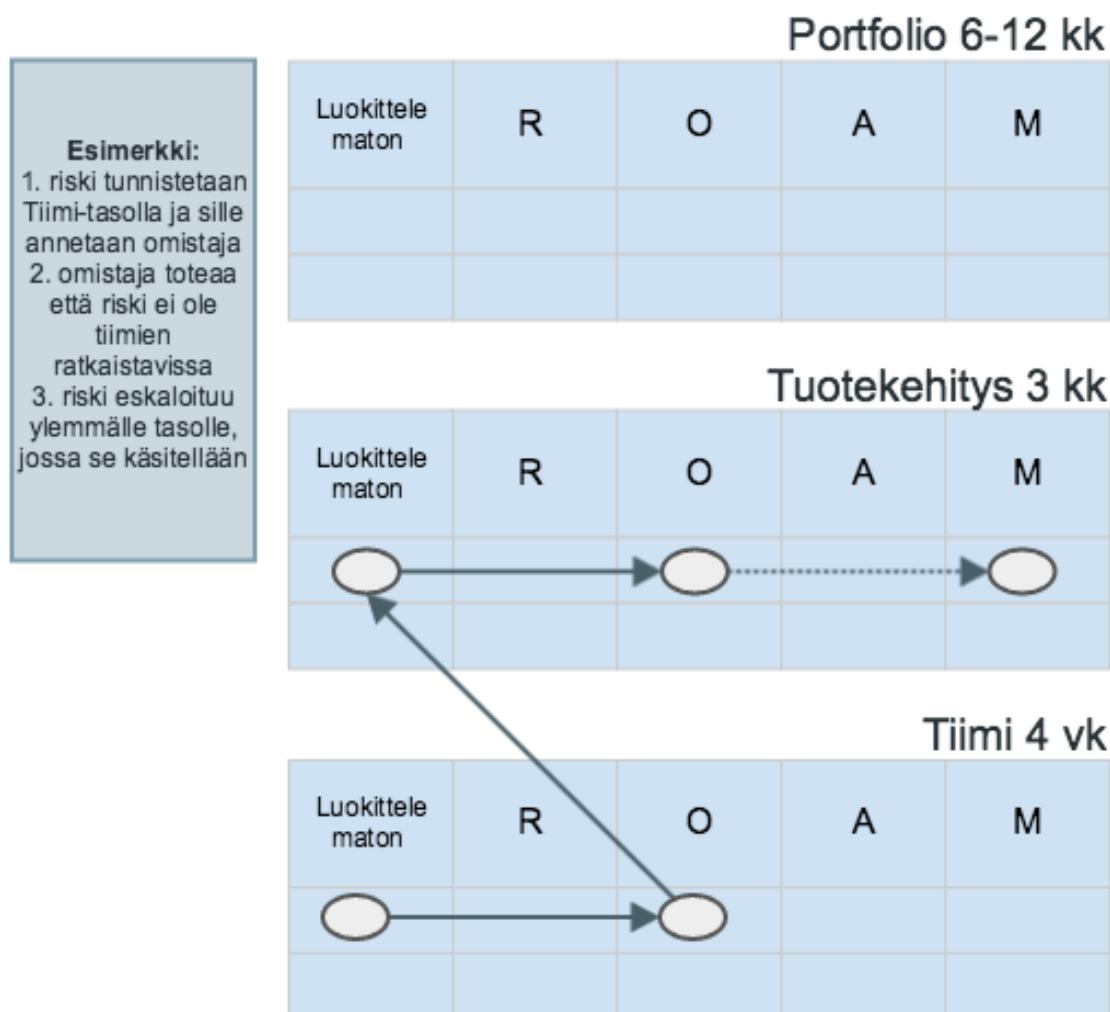 Portfolio 6-12 kk
Esimerkki:
1. riski tunnistetaan
Tiimi-tasolla ja sille
annetaan omistaja
2. omistaja toteaa
että riski ei ole
tiimien
ratkaistavissa
3. riski eskaloituu
ylemmälle tasolle,
jossa se käsitellään
Luokittele
maton
R
O
A
M
Tuotekehitys 3 kk
Luokittele
maton
R
O
A
M
Tiimi 4 vk
Luokittele
maton
R
O
A
M